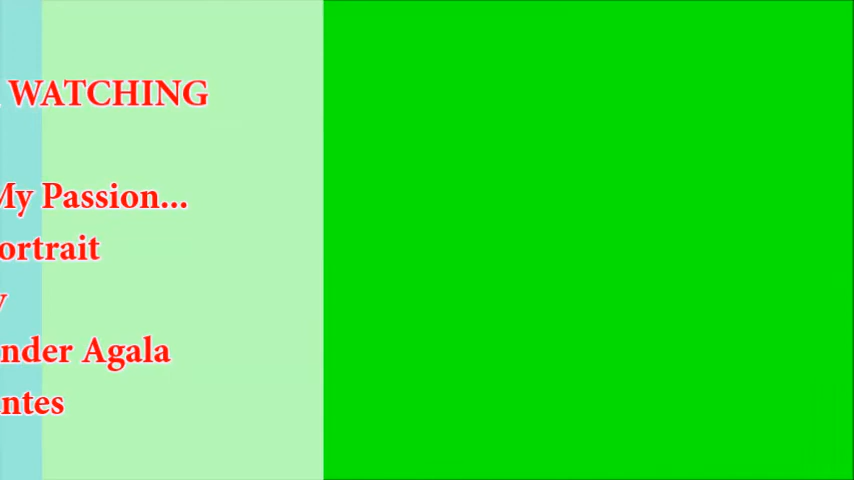 WATCHING
My Passion...
ortrait
nder Agala
ntes